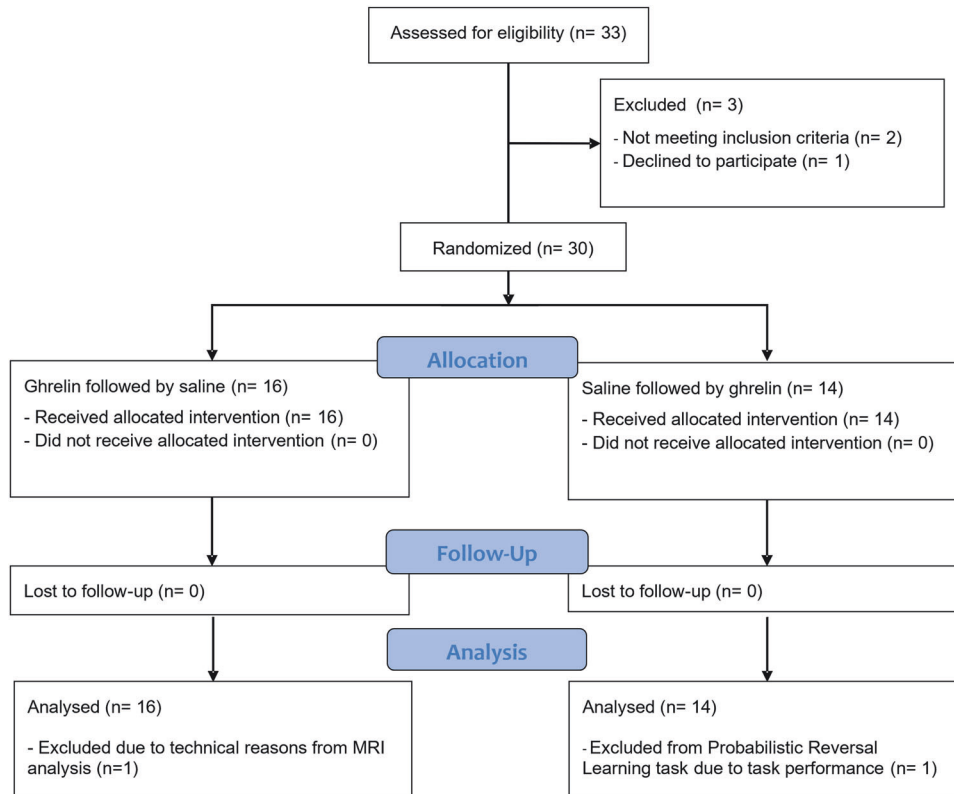 Assessed for eligibility (n= 33)
Excluded  (n= 3)
- Not meeting inclusion criteria (n= 2)
- Declined to participate (n= 1)
Randomized (n= 30)
Allocation
Ghrelin followed by saline (n= 16)
- Received allocated intervention (n= 16)
- Did not receive allocated intervention (n= 0)
Saline followed by ghrelin (n= 14)
- Received allocated intervention (n= 14)
- Did not receive allocated intervention (n= 0)
Follow-Up
Lost to follow-up (n= 0)
Lost to follow-up (n= 0)
Analysis
Analysed (n= 16)
- Excluded due to technical reasons from MRI
analysis (n=1)
Analysed (n= 14)
- Excluded from Probabilistic Reversal
Learning task due to task performance (n= 1)